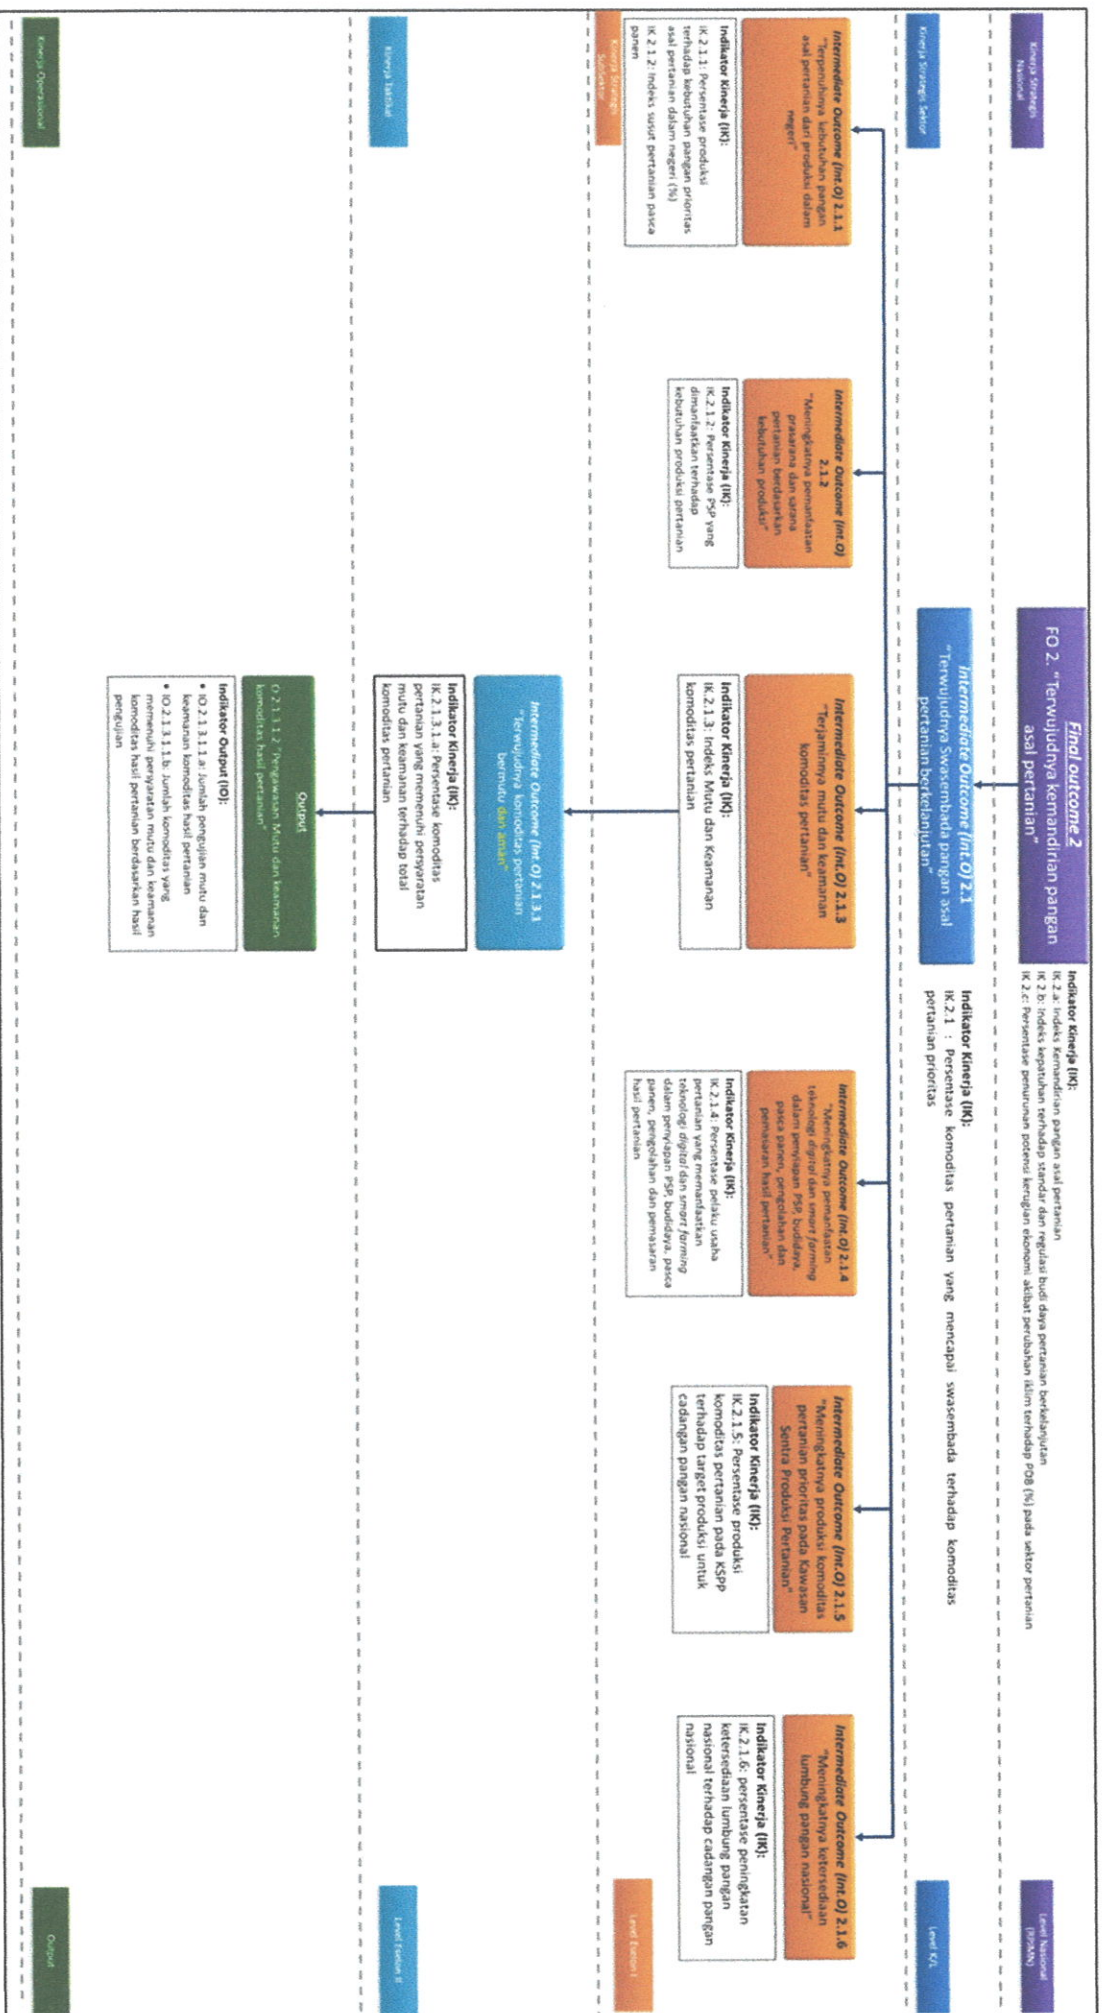 Kinerja Strategis
Nasional
Final outcome 2
FO 2. "Terwujudnya kemandirian pangan
asal pertanian"
Indikator Kinerja (IK):
IK 2.a: Indeks Kemandirian pangan asal pertanian
IK 2.b: Indeks kepatuhan terhadap standar dan regulasi budi daya pertanian berkelanjutan
IK 2.c: Persentase penurunan potensi kerugian ekonomi akibat perubahan iklim terhadap PDB (%) pada sektor pertanian
Level Nasional
(RPJMN)
Kinerja Strategis Sektor
Intermediate Outcome (Int.O) 2.1
"Terwujudnya Swasembada pangan asal
pertanian berkelanjutan"
Indikator Kinerja (IK):
IK.2.1 : Persentase komoditas pertanian yang mencapai swasembada terhadap komoditas
pertanian prioritas
Level K/L
Intermediate Outcome (Int.O) 2.1.1
"Terpenuhinya kebutuhan pangan
asal pertanian dari produksi dalam
negeri"
Indikator Kinerja (IK):
IK 2.1.1: Persentase produksi
terhadap kebutuhan pangan prioritas
asal pertanian dalam negeri (%)
IK 2.1.2: Indeks susut pertanian pasca
panen
Intermediate Outcome (Int.O)
2.1.2
"Meningkatnya pemanfaatan
prasarana dan sarana
pertanian berdasarkan
kebutuhan produksi"
Indikator Kinerja (IK):
IK.2.1.2: Persentase PSP yang
dimanfaatkan terhadap
kebutuhan produksi pertanian
Intermediate Outcome (Int.O) 2.1.3
"Terjaminnya mutu dan keamanan
komoditas pertanian"
Indikator Kinerja (IK):
IK.2.1.3: Indeks Mutu dan Keamanan
komoditas pertanian
Intermediate Outcome (Int.O) 2.1.4
"Meningkatnya pemanfaatan
teknologi digital dan smart farming
dalam penyiapan PSP, budidaya,
pasca panen, pengolahan dan
pemasaran hasil pertanian"
Indikator Kinerja (IK):
IK.2.1.4: Persentase pelaku usaha
pertanian yang memanfaatkan
teknologi digital dan smart farming
dalam penyiapan PSP, budidaya, pasca
panen, pengolahan dan pemasaran
hasil pertanian
Intermediate Outcome (Int.O) 2.1.5
"Meningkatnya produksi komoditas
pertanian prioritas pada Kawasan
Sentra Produksi Pertanian"
Indikator Kinerja (IK):
IK.2.1.5: Persentase produksi
komoditas pertanian pada KSPP
terhadap target produksi untuk
cadangan pangan nasional
Intermediate Outcome (Int.O) 2.1.6
"Meningkatnya ketersediaan
lumbung pangan nasional"
Indikator Kinerja (IK):
IK.2.1.6: persentase peningkatan
ketersediaan lumbung pangan
nasional terhadap cadangan pangan
nasional
Kinerja Strategis
SubSektor
Level Eselon I
Kinerja Taktikal
Intermediate Outcome (Int.O) 2.1.3.1
"Terwujudnya komoditas pertanian
bermutu dan aman"
Indikator Kinerja (IK):
IK.2.1.3.1.a: Persentase komoditas
pertanian yang memenuhi persyaratan
mutu dan keamanan terhadap total
komoditas pertanian
Level Eselon II
Kinerja Operasional
Output
O 2.1.3.1.2 "Pengawasan Mutu dan keamanan
komoditas hasil pertanian"
Indikator Output (IO):
• IO.2.1.3.1.1.a: Jumlah pengujian mutu dan
keamanan komoditas hasil pertanian
• IO.2.1.3.1.1.b: Jumlah komoditas yang
memenuhi persyaratan mutu dan keamanan
komoditas hasil pertanian berdasarkan hasil
pengujian
Output